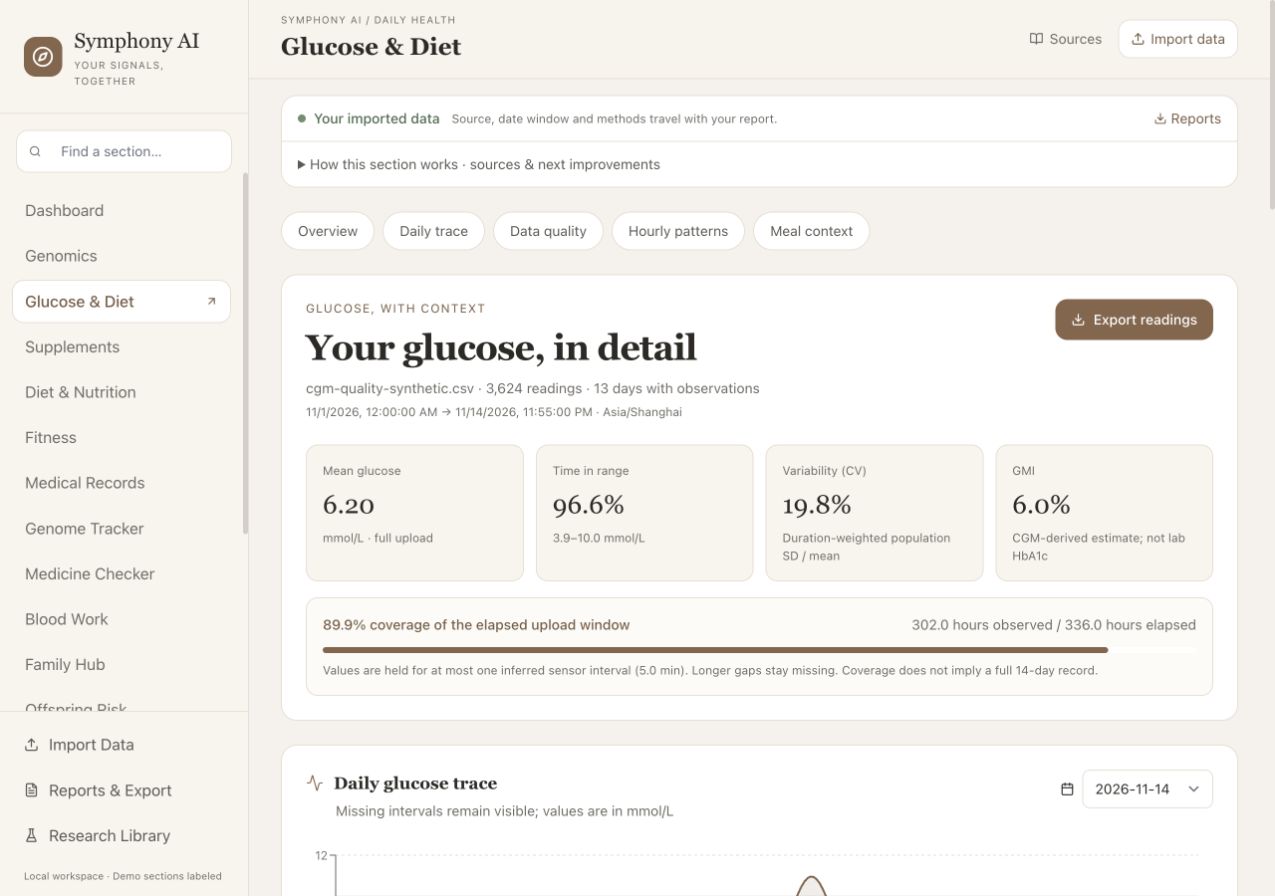 Symphony AI
YOUR SIGNALS,
TOGETHER
Find a section...
Dashboard
Genomics
Glucose & Diet
Supplements
Diet & Nutrition
Fitness
Medical Records
Genome Tracker
Medicine Checker
Blood Work
Family Hub
Offspring Risk
Import Data
Reports & Export
Research Library
Local workspace · Demo sections labeled
SYMPHONY AI / DAILY HEALTH
Glucose & Diet
Sources
Import data
Your imported data Source, date window and methods travel with your report.
Reports
How this section works · sources & next improvements
Overview
Daily trace
Data quality
Hourly patterns
Meal context
GLUCOSE, WITH CONTEXT
Your glucose, in detail
Export readings
cgm-quality-synthetic.csv · 3,624 readings · 13 days with observations
11/1/2026, 12:00:00 AM → 11/14/2026, 11:55:00 PM · Asia/Shanghai
Mean glucose
6.20
mmol/L · full upload
Time in range
96.6%
3.9–10.0 mmol/L
Variability (CV)
19.8%
Duration-weighted population
SD / mean
GMI
6.0%
CGM-derived estimate; not lab
HbA1c
89.9% coverage of the elapsed upload window
302.0 hours observed / 336.0 hours elapsed
Values are held for at most one inferred sensor interval (5.0 min). Longer gaps stay missing. Coverage does not imply a full 14-day record.
Daily glucose trace
Missing intervals remain visible; values are in mmol/L
2026-11-14
12